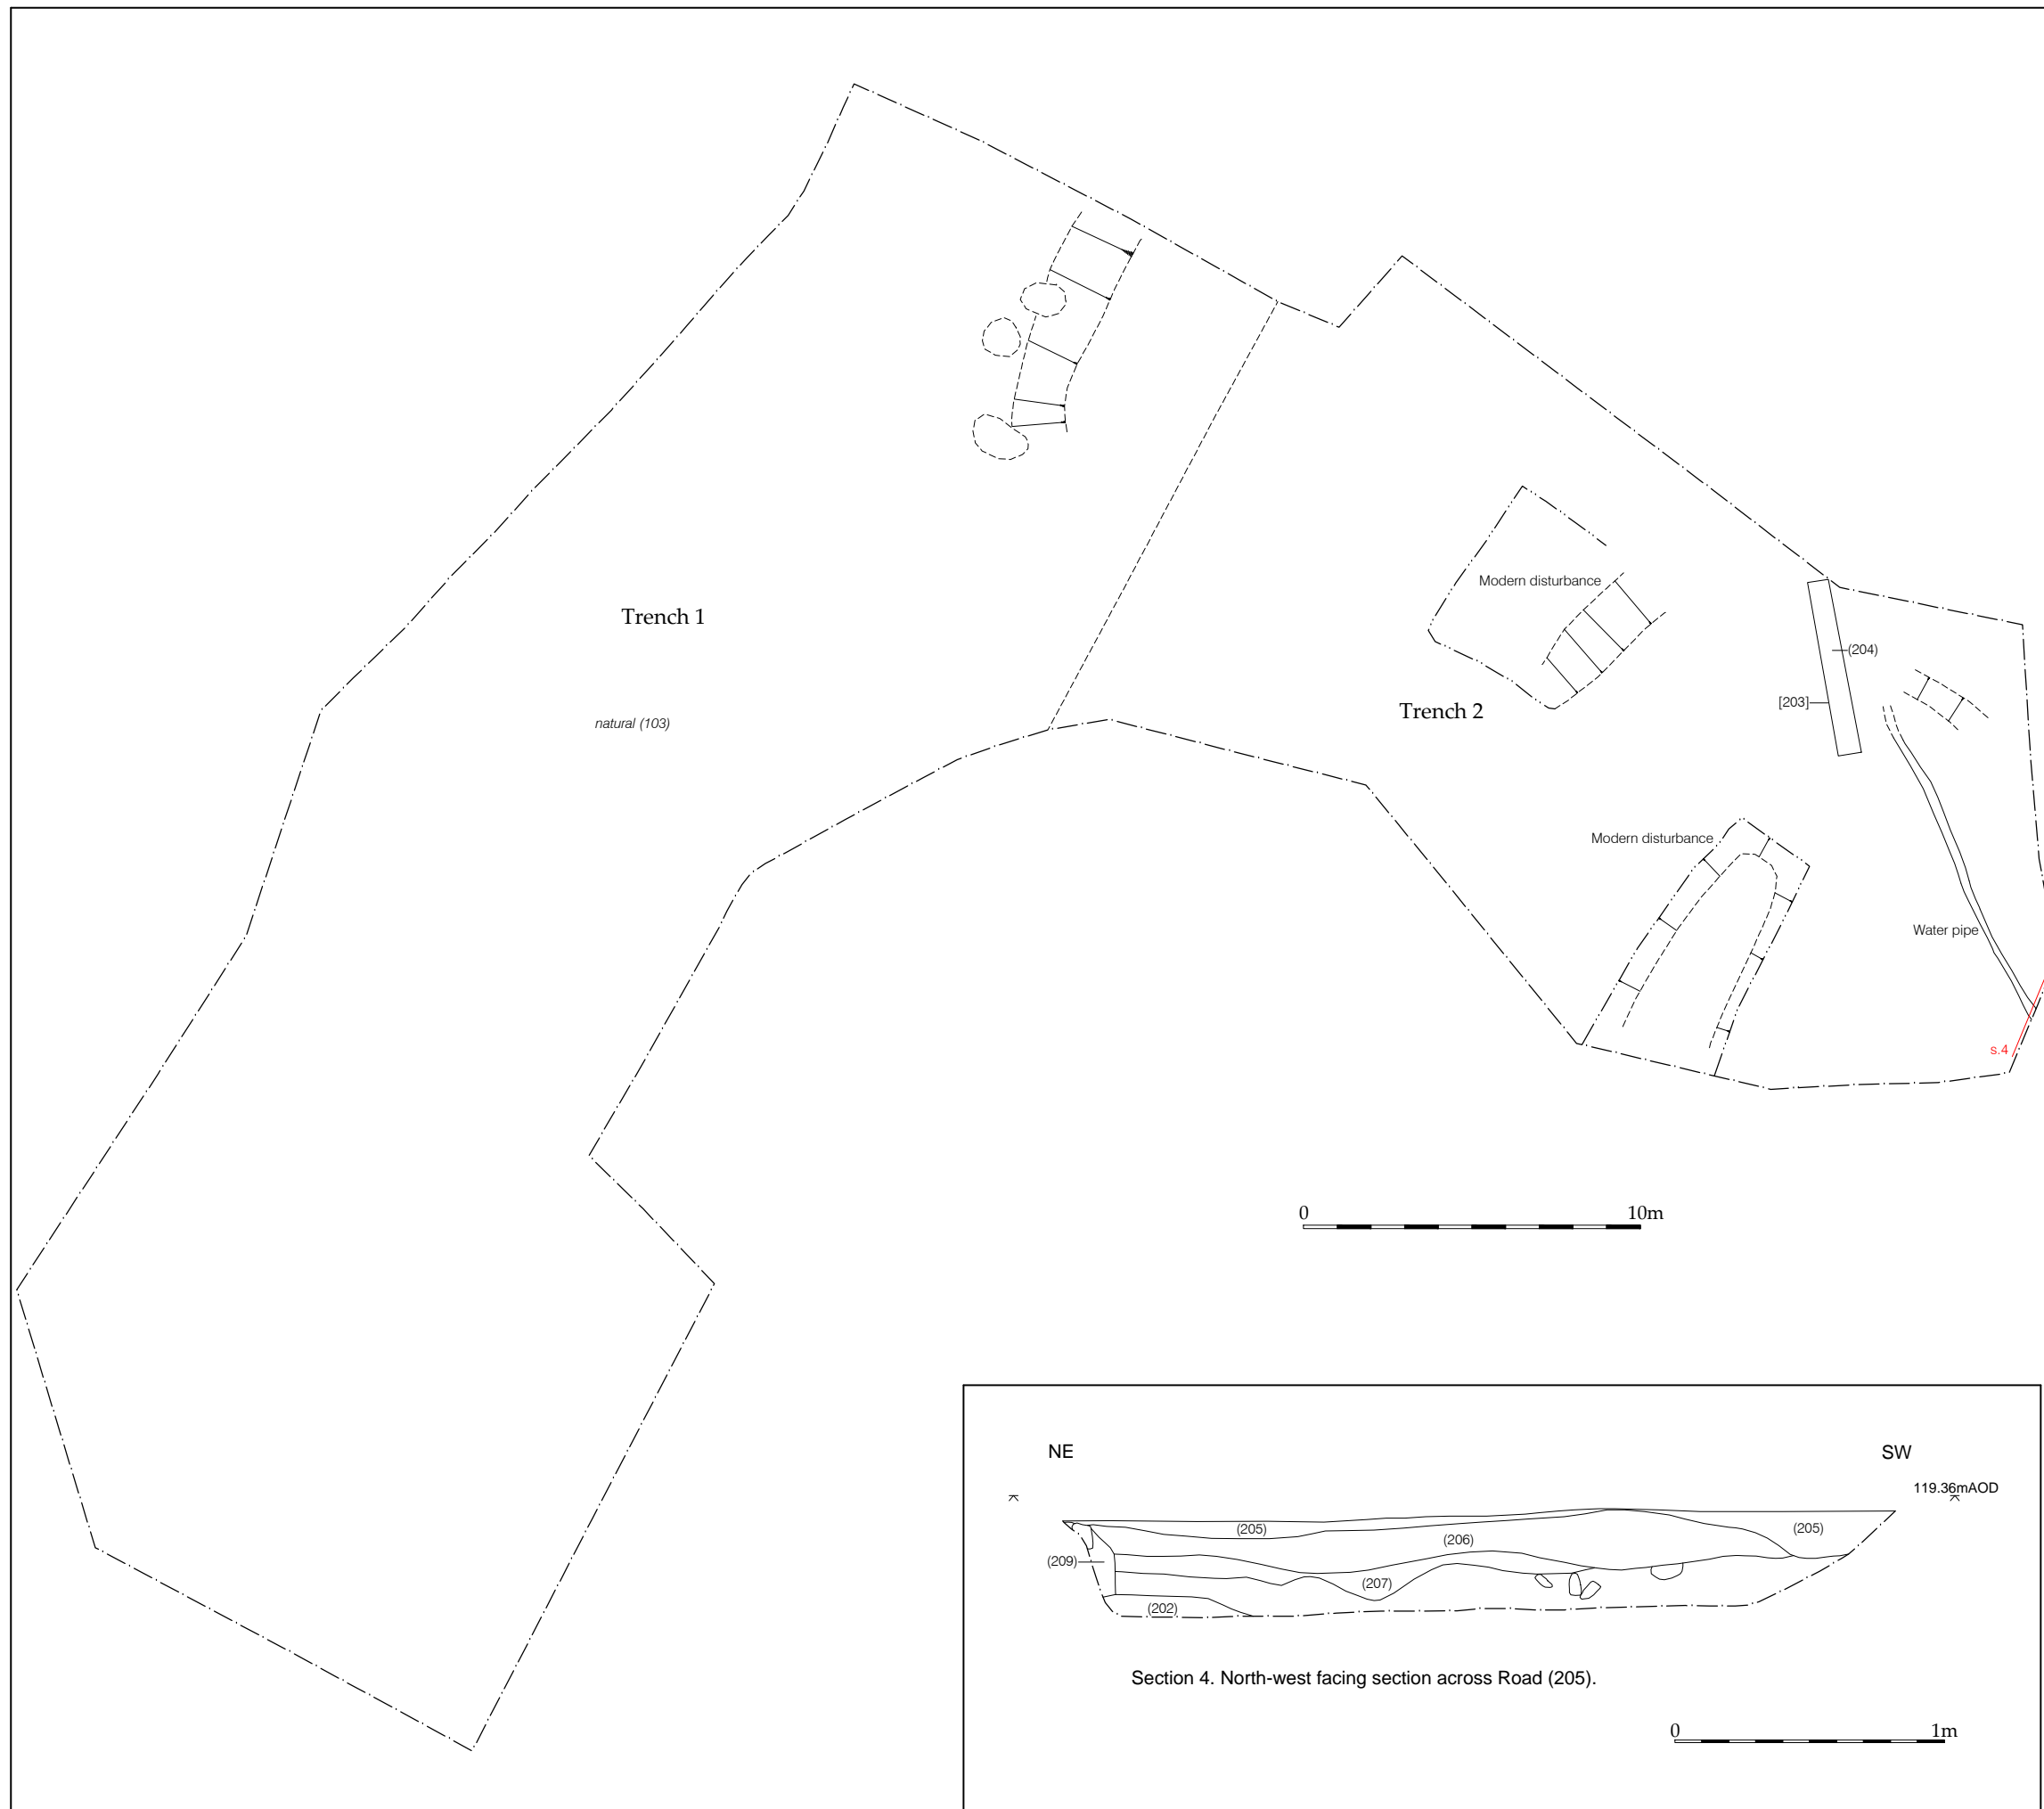 Trench 1
natural (103)
Modern disturbance
Trench 2
(204)
[203]
Modern disturbance
Water pipe
s.4
0 10m
NE SW
119.36mAOD
(205) (205)
(206)
(209)
(207)
(202)
Section 4. North-west facing section across Road (205).
0 1m